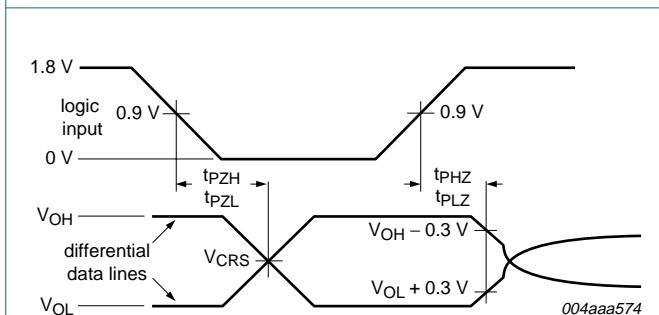 1.8 V
logic
input
0.9 V
0.9 V
0 V
tPZH
tPZL
tPHZ
tPLZ
VOH
VOH − 0.3 V
differential
data lines
VCRS
VOL + 0.3 V
VOL
004aaa574